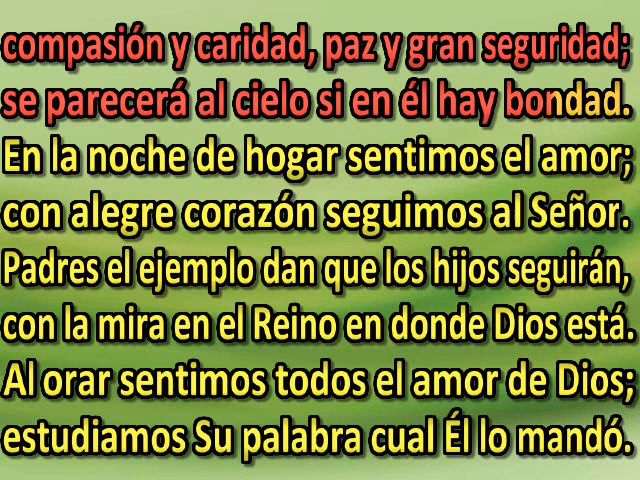 compasión y caridad, paz y gran seguridad;
se parecerá al cielo si en él hay bondad.
En la noche de hogar sentimos el amor;
con alegre corazón seguimos al Señor.
Padres el ejemplo dan que los hijos seguirán,
con la mira en el Reino en donde Dios está.
Al orar sentimos todos el amor de Dios;
estudiamos Su palabra cual Él lo mandó.